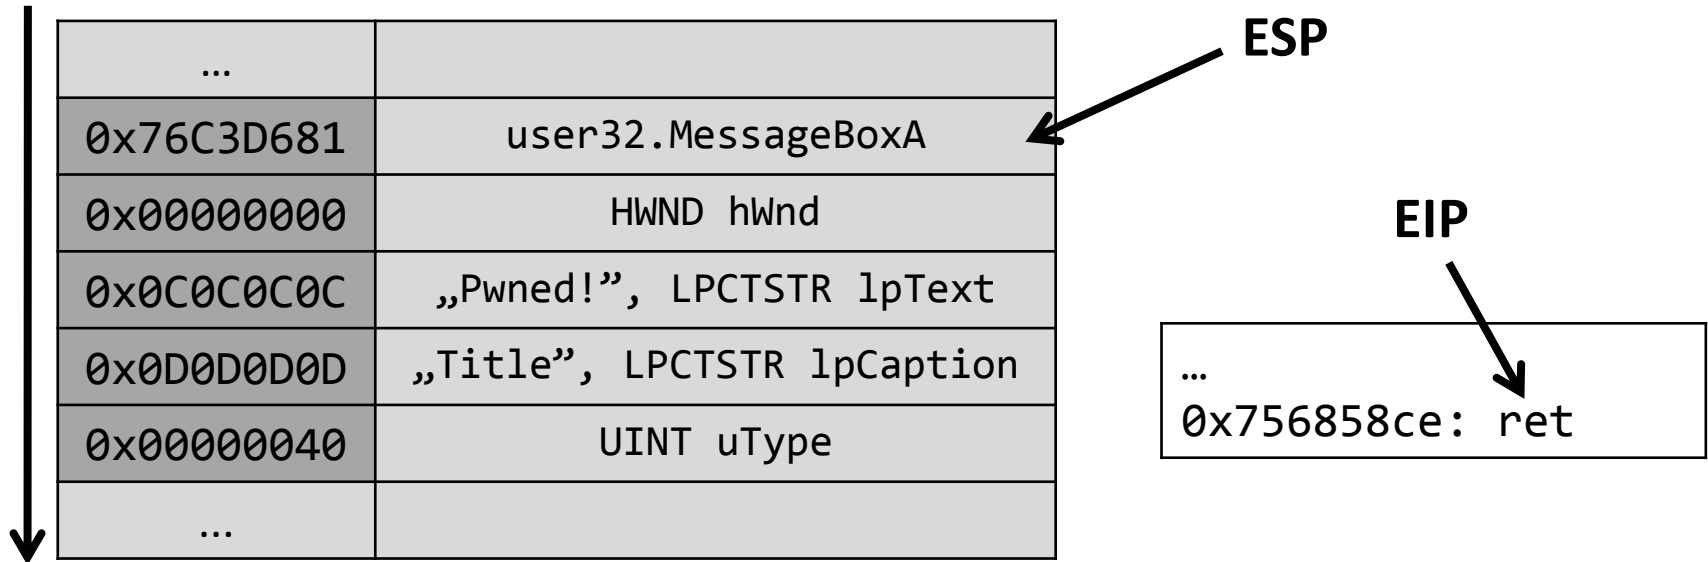 …
0x76C3D681 user32.MessageBoxA
0x00000000 HWND hWnd
0x0C0C0C0C „Pwned!”, LPCTSTR lpText
0x0D0D0D0D „Title”, LPCTSTR lpCaption
0x00000040 UINT uType
…
ESP
EIP
…
0x756858ce: ret